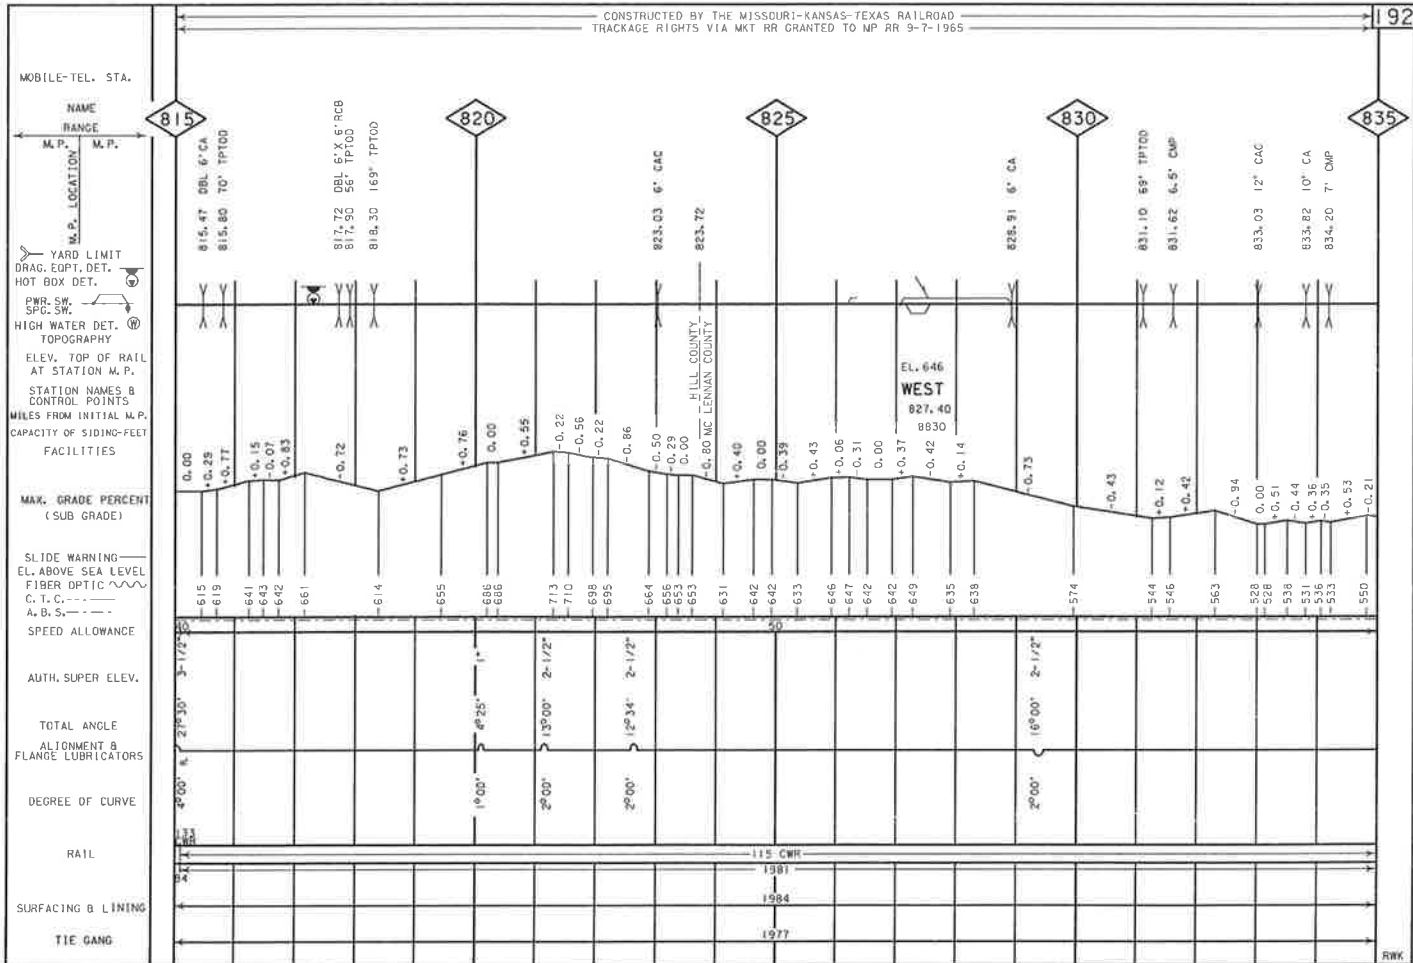 CONSTRUCTED BY THE MISSOURI-KANSAS-TEXAS RAILROAD
TRACKAGE RIGHTS VIA MKT RR GRANTED TO MP RR 9-7-1965
192
MOBILE-TEL. STA.
NAME
RANGE
M.P. M.P.
M.P. LOCATION
815 820 825 830 835
815.47 DBL 6'CA
815.80 70' TPTOD
817.72 DBL 6'X 6'RCB
817.90 56' TPTOD
818.30 169' TPTOD
823.03 6' CAC
823.72
828.91 6' CA
831.10 69' TPTOD
831.62 6.5' CMP
833.03 12" CAC
833.82 10" CA
834.20 7' CMP
YARD LIMIT
DRAG. EQPT. DET.
HOT BOX DET.
PWR. SW.
SPG. SW.
HIGH WATER DET. W
TOPOGRAPHY
ELEV. TOP OF RAIL
AT STATION M.P.
STATION NAMES &
CONTROL POINTS
MILES FROM INITIAL M.P.
CAPACITY OF SIDING-FEET
FACILITIES
HILL COUNTY
MC LENNAN COUNTY
EL. 646
WEST
827.40
8830
MAX. GRADE PERCENT
(SUB GRADE)
0.00 +0.29 +0.77 +0.15 -0.07 +0.83 -0.72 +0.73 +0.76 0.00 +0.55 -0.22 -0.56 -0.22 -0.86 -0.50 -0.29 0.00 -0.80 +0.40 0.00 -0.39 +0.43 +0.06 -0.31 0.00 +0.37 -0.42 +0.14 -0.73 -0.43 +0.12 +0.42 -0.94 0.00 +0.51 -0.44 +0.36 -0.35 +0.53 -0.21
SLIDE WARNING
EL. ABOVE SEA LEVEL
FIBER OPTIC
C.T.C.
A.B.S.
615 619 641 643 642 661 614 655 686 686 713 710 698 695 664 656 653 653 631 642 642 633 646 647 642 642 649 635 638 574 544 546 563 528 528 538 531 536 533 550
SPEED ALLOWANCE
50
AUTH. SUPER ELEV.
3-1/2" 1" 2-1/2" 2-1/2" 2-1/2"
TOTAL ANGLE
27°30' 4°25' 13°00' 12°34' 16°00'
ALIGNMENT &
FLANGE LUBRICATORS
DEGREE OF CURVE
4°00' 1°00' 2°00' 2°00' 2°00'
RAIL
133
CWR
115 CWR
1981
84
SURFACING & LINING
1984
TIE GANG
1977
RWK